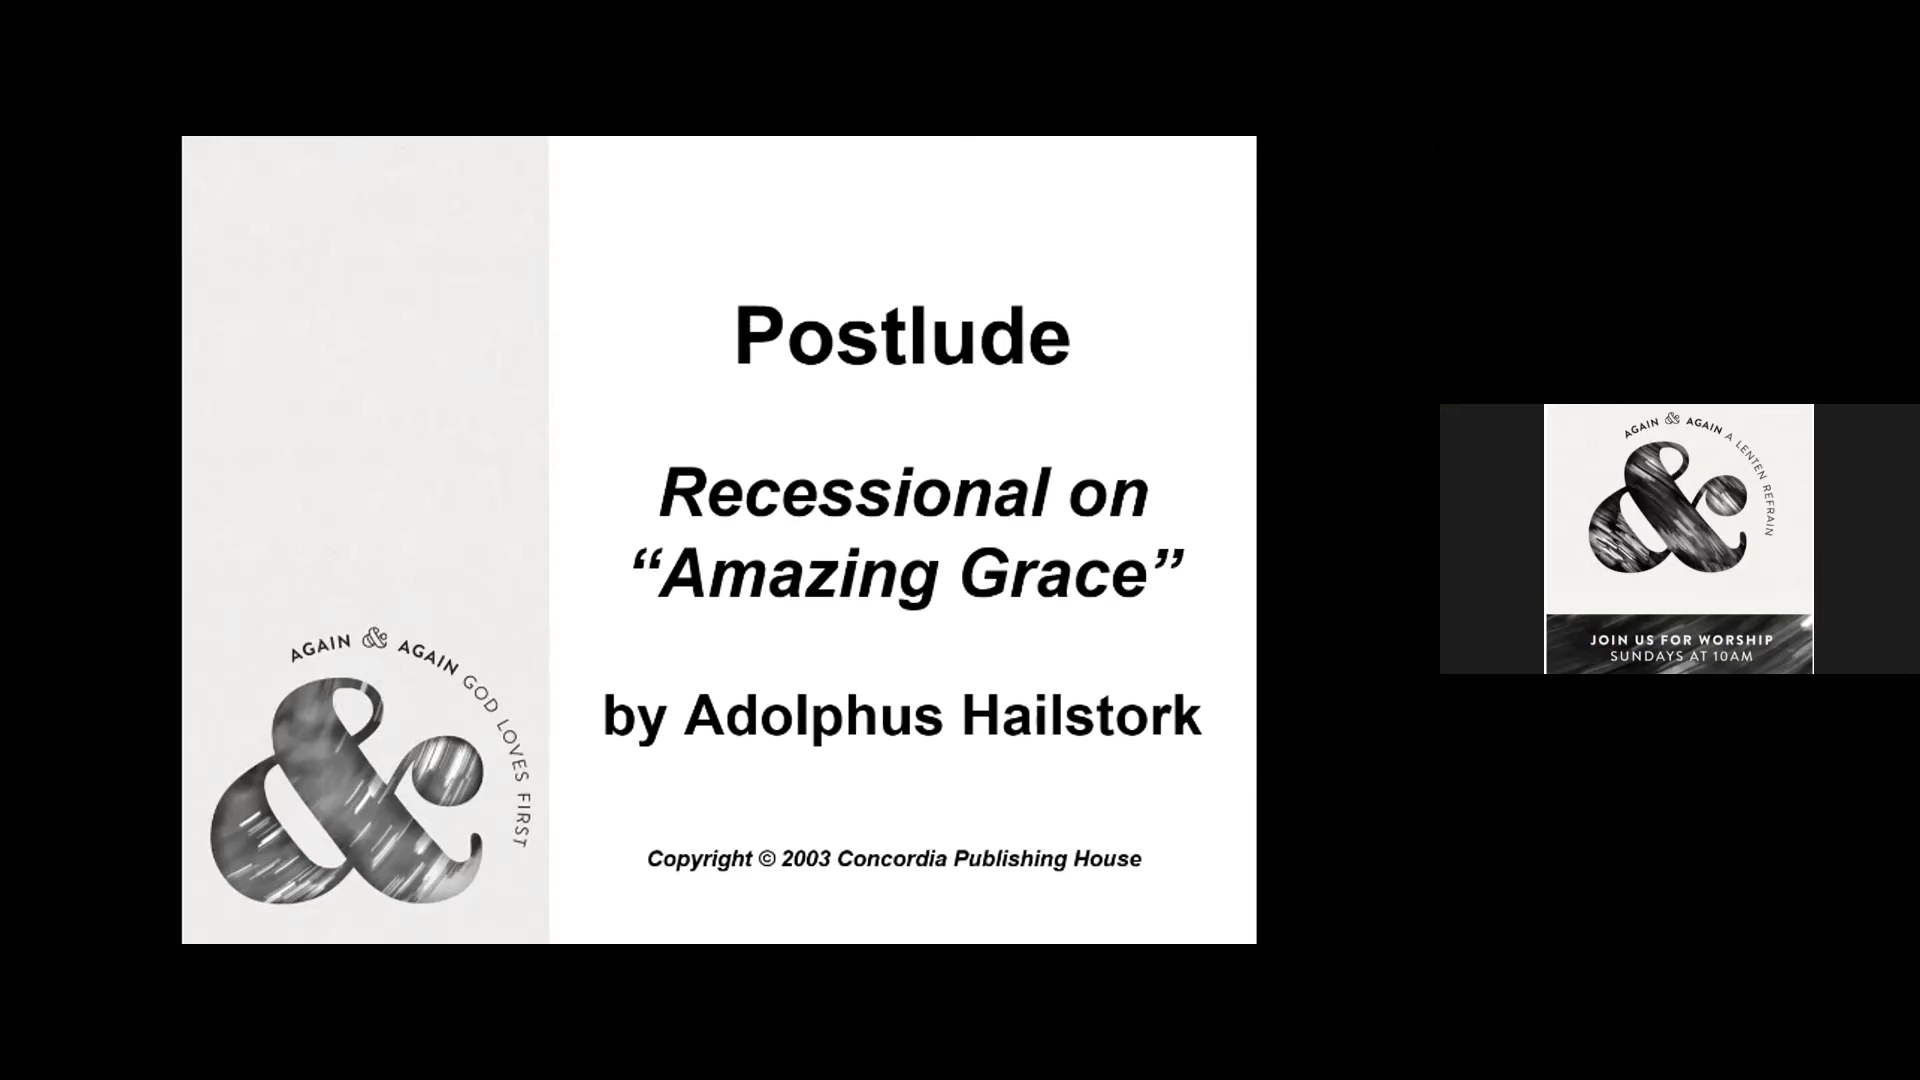 Postlude
Recessional on
“Amazing Grace”
by Adolphus Hailstork
Copyright © 2003 Concordia Publishing House
AGAIN & AGAIN GOD LOVES FIRST
&
AGAIN & AGAIN A LENTEN REFRAIN
&
JOIN US FOR WORSHIP
SUNDAYS AT 10AM